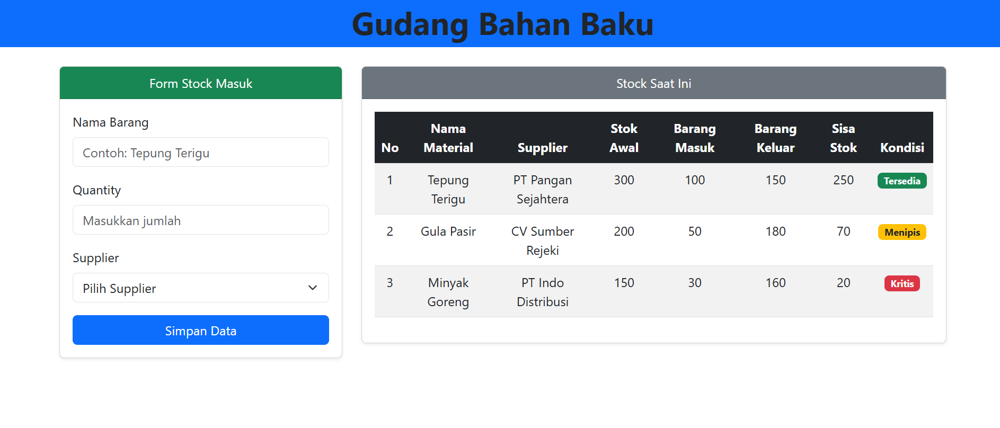 Gudang Bahan Baku
Form Stock Masuk
Nama Barang
Contoh: Tepung Terigu
Quantity
Masukkan jumlah
Supplier
Pilih Supplier
Simpan Data
Stock Saat Ini
No Nama Material Supplier Stok Awal Barang Masuk Barang Keluar Sisa Stok Kondisi
1 Tepung Terigu PT Pangan Sejahtera 300 100 150 250 Tersedia
2 Gula Pasir CV Sumber Rejeki 200 50 180 70 Menipis
3 Minyak Goreng PT Indo Distribusi 150 30 160 20 Kritis